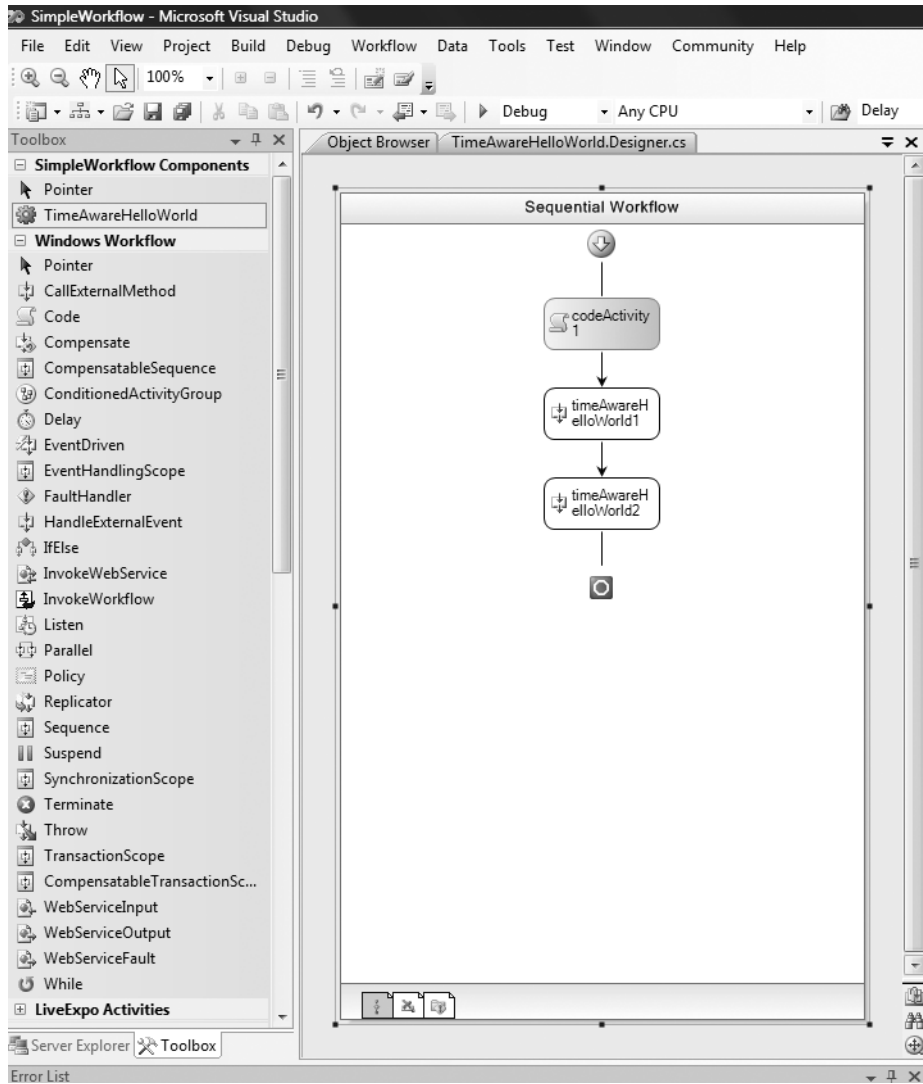 SimpleWorkflow - Microsoft Visual Studio
File Edit View Project Build Debug Workflow Data Tools Test Window Community Help
100%
Debug Any CPU Delay
Toolbox
Object Browser TimeAwareHelloWorld.Designer.cs
SimpleWorkflow Components
Pointer
TimeAwareHelloWorld
Windows Workflow
Pointer
CallExternalMethod
Code
Compensate
CompensatableSequence
ConditionedActivityGroup
Delay
EventDriven
EventHandlingScope
FaultHandler
HandleExternalEvent
IfElse
InvokeWebService
InvokeWorkflow
Listen
Parallel
Policy
Replicator
Sequence
Suspend
SynchronizationScope
Terminate
Throw
TransactionScope
CompensatableTransactionSc...
WebServiceInput
WebServiceOutput
WebServiceFault
While
LiveExpo Activities
Server Explorer Toolbox
Sequential Workflow
codeActivity
1
timeAwareH
elloWorld1
timeAwareH
elloWorld2
Error List